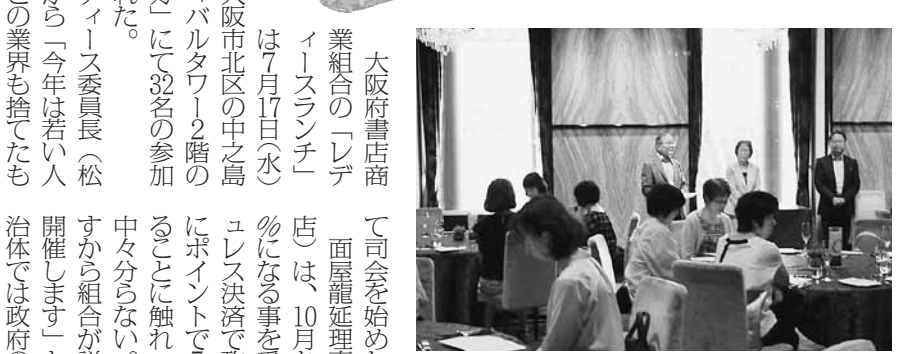 大阪府書店商
業組合の「レデ
ィースランチ」
は7月17日(水)
大阪市北区の中之島
バルタワー2階の
」にて32名の参加
れた。
ィース委員長(松
から「今年は若い人
の業界も捨てたも
て司会を始め
面屋龍延理
店)は、10月
%になる事を
ュレス決済で
にポイントで
ることに触れ
中々分らない。
すから組合が
開催します」
治体では政府